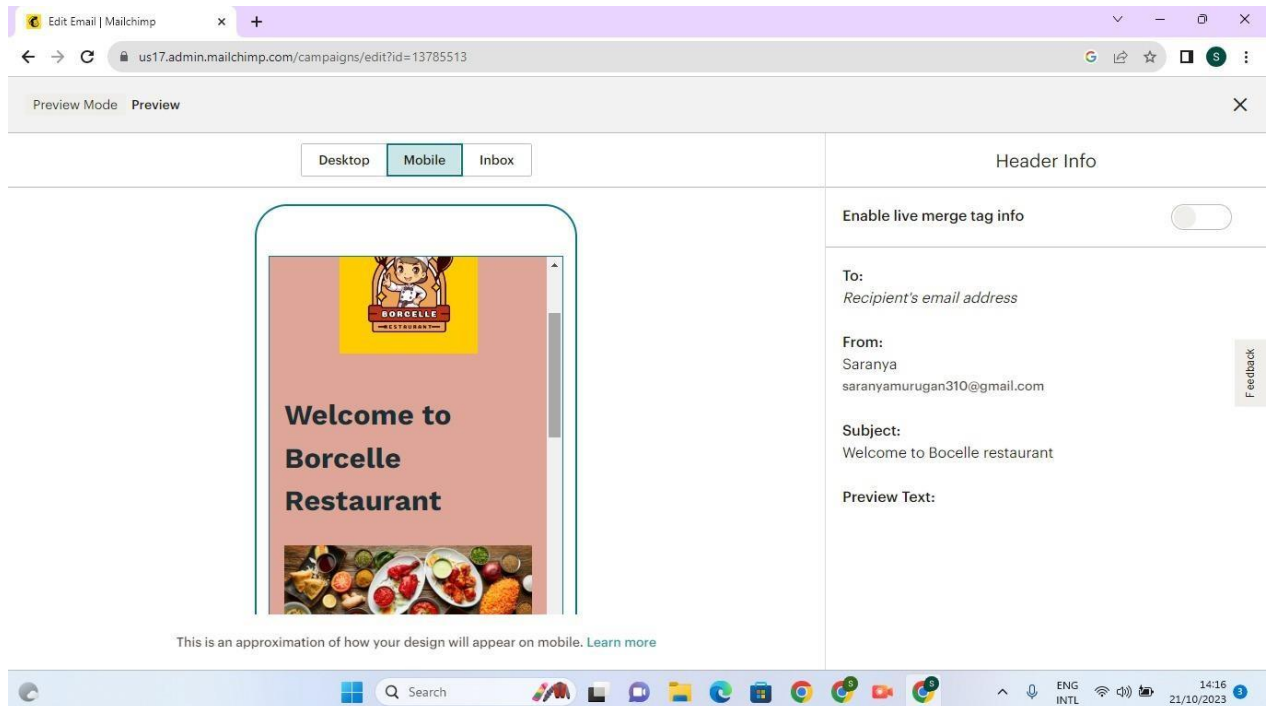 Edit Email | Mailchimp
us17.admin.mailchimp.com/campaigns/edit?id=13785513
G
S
Preview Mode Preview
Desktop Mobile Inbox
Header Info
Enable live merge tag info
BORCELLE
RESTAURANT
Welcome to
Borcelle
Restaurant
To:
Recipient's email address
From:
Saranya
saranyamurugan310@gmail.com
Subject:
Welcome to Bocelle restaurant
Preview Text:
Feedback
This is an approximation of how your design will appear on mobile. Learn more
Search
S
S
ENG
INTL
14:16
21/10/2023
3